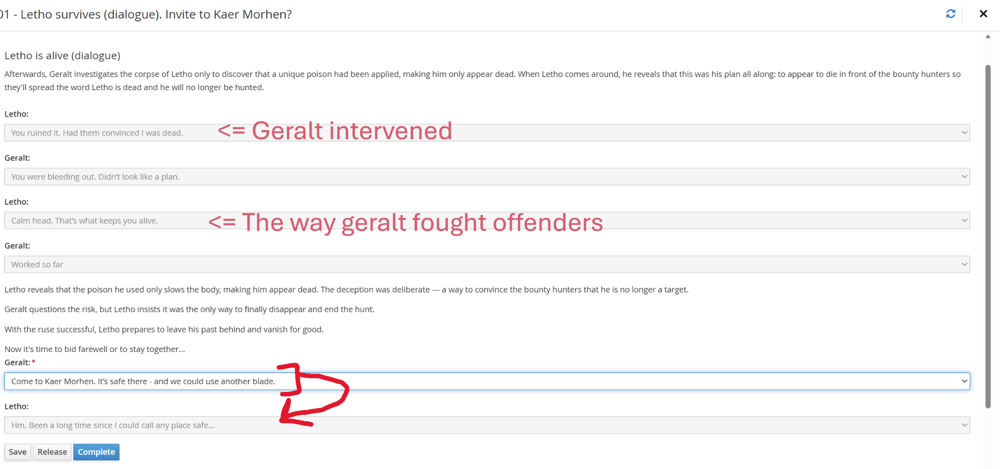 01 - Letho survives (dialogue). Invite to Kaer Morhen?
Letho is alive (dialogue)
Afterwards, Geralt investigates the corpse of Letho only to discover that a unique poison had been applied, making him only appear dead. When Letho comes around, he reveals that this was his plan all along: to appear to die in front of the bounty hunters so
they'll spread the word Letho is dead and he will no longer be hunted.
Letho:
You ruined it. Had them convinced I was dead.
<= Geralt intervened
Geralt:
You were bleeding out. Didn’t look like a plan.
Letho:
Calm head. That’s what keeps you alive.
<= The way geralt fought offenders
Geralt:
Worked so far
Letho reveals that the poison he used only slows the body, making him appear dead. The deception was deliberate — a way to convince the bounty hunters that he is no longer a target.
Geralt questions the risk, but Letho insists it was the only way to finally disappear and end the hunt.
With the ruse successful, Letho prepares to leave his past behind and vanish for good.
Now it's time to bid farewell or to stay together...
Geralt: *
Come to Kaer Morhen. It’s safe there - and we could use another blade.
Letho:
Hm. Been a long time since I could call any place safe...
Save Release Complete